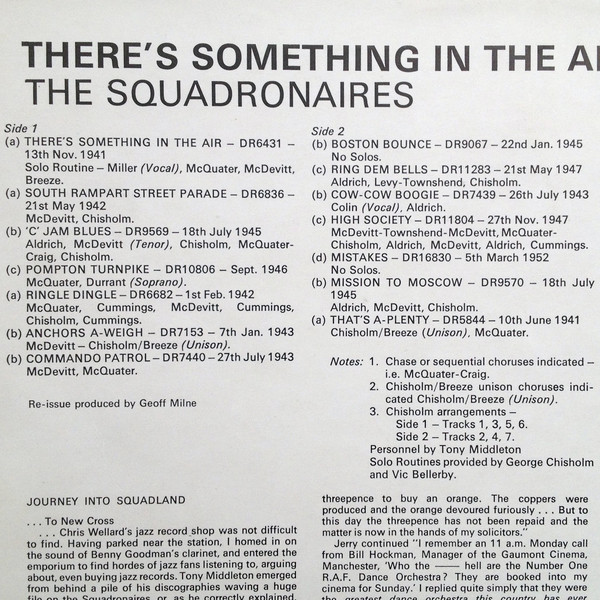 THERE'S SOMETHING IN THE
THE SQUADRONAIRES
Side 1
(a) THERE'S SOMETHING IN THE AIR – DR6431 –
13th Nov. 1941
Solo Routine – Miller (Vocal), McQuater, McDevitt,
Breeze.
(a) SOUTH RAMPART STREET PARADE – DR6836 –
21st May 1942
McDevitt, Chisholm.
(b) 'C' JAM BLUES – DR9569 – 18th July 1945
Aldrich, McDevitt (Tenor), Chisholm, McQuater-
Craig, Chisholm.
(c) POMPTON TURNPIKE – DR10806 – Sept. 1946
McQuater, Durrant (Soprano).
(a) RINGLE DINGLE – DR6682 – 1st Feb. 1942
McQuater, Cummings, McDevitt, Cummings,
Chisholm, Cummings.
(b) ANCHORS A-WEIGH – DR7153 – 7th Jan. 1943
McDevitt – Chisholm/Breeze (Unison).
(b) COMMANDO PATROL – DR7440 – 27th July 1943
McDevitt, McQuater.
Re-issue produced by Geoff Milne
Side 2
(b) BOSTON BOUNCE – DR9067 – 22nd Jan. 1945
No Solos.
(c) RING DEM BELLS – DR11283 – 21st May 1947
Aldrich, Levy-Townshend, Chisholm.
(b) COW-COW BOOGIE – DR7439 – 26th July 1943
Colin (Vocal), Aldrich.
(c) HIGH SOCIETY – DR11804 – 27th Nov. 1947
McDevitt-Townshend-McDevitt, McQuater-
Chisholm, Aldrich, McDevitt, Aldrich, Cummings.
(d) MISTAKES – DR16830 – 5th March 1952
No Solos.
(b) MISSION TO MOSCOW – DR9570 – 18th July
1945
Aldrich, McDevitt, Chisholm.
(a) THAT'S A-PLENTY – DR5844 – 10th June 1941
Chisholm/Breeze (Unison), McQuater.
Notes: 1. Chase or sequential choruses indicated –
i.e. McQuater-Craig.
2. Chisholm/Breeze unison choruses indi-
cated Chisholm/Breeze (Unison).
3. Chisholm arrangements –
Side 1 – Tracks 1, 3, 5, 6.
Side 2 – Tracks 2, 4, 7.
Personnel by Tony Middleton
Solo Routines provided by George Chisholm
and Vic Bellerby.
JOURNEY INTO SQUADLAND
. . . To New Cross
. . . Chris Wellard's jazz record shop was not difficult
to find. Having parked near the station, I homed in on
the sound of Benny Goodman's clarinet, and entered the
emporium to find hordes of jazz fans listening to, arguing
about, even buying jazz records. Tony Middleton emerged
from behind a pile of his discographies waving a huge
file on the Squadronaires, or, as he correctly explained,
threepence to buy an orange. The coppers were
produced and the orange devoured furiously . . . But to
this day the threepence has not been repaid and the
matter is now in the hands of my solicitors."
Jerry continued "I remember an 11 a.m. Monday call
from Bill Hockman, Manager of the Gaumont Cinema,
Manchester, 'Who the —— hell are the Number One
R.A.F. Dance Orchestra? They are booked into my
cinema for Sunday.' I replied quite simply that they were
the greatest dance orchestra this country has ever